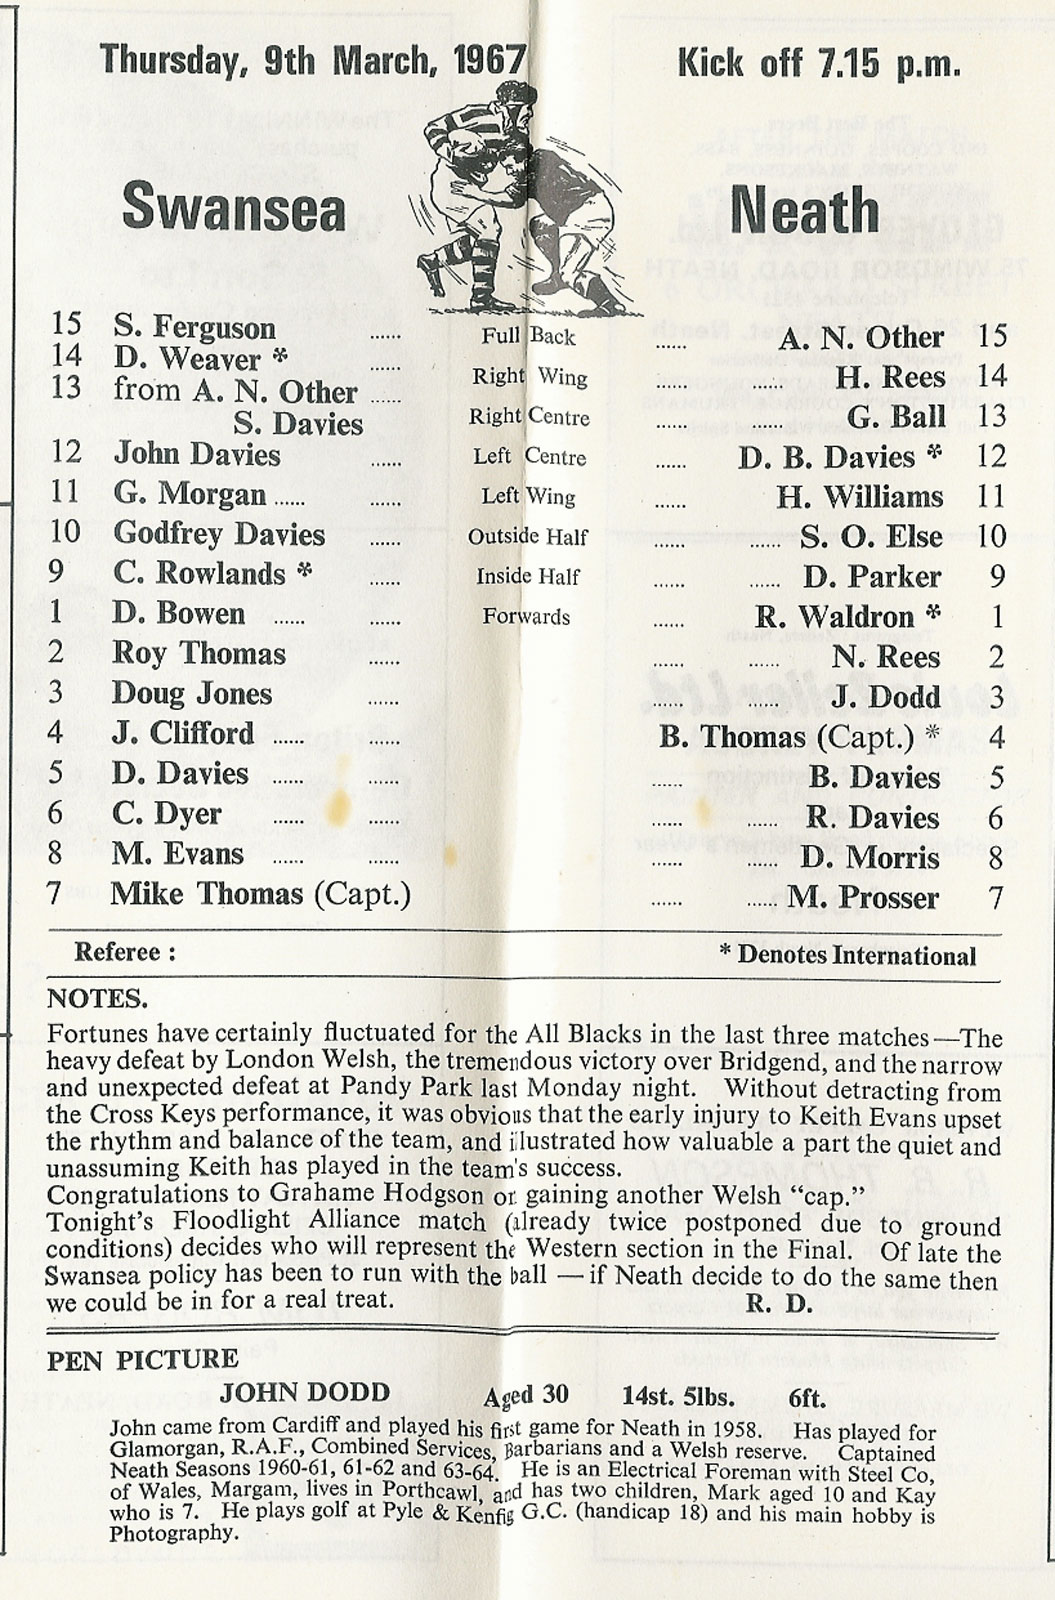 Thursday, 9th March, 1967 Kick off 7.15 p.m.
Swansea Neath
15 S. Ferguson ...... Full Back ...... A. N. Other 15
14 D. Weaver * ...... Right Wing ...... ...... H. Rees 14
13 from A. N. Other ...... Right Centre ...... ...... G. Ball 13
S. Davies
12 John Davies ...... Left Centre ...... D. B. Davies * 12
11 G. Morgan ...... ...... Left Wing ...... H. Williams 11
10 Godfrey Davies ...... Outside Half ...... ...... S. O. Else 10
9 C. Rowlands * ...... Inside Half ...... ...... D. Parker 9
1 D. Bowen ...... ...... Forwards ...... R. Waldron * 1
2 Roy Thomas ...... ...... ...... N. Rees 2
3 Doug Jones ...... ...... ...... J. Dodd 3
4 J. Clifford ...... ...... B. Thomas (Capt.) * 4
5 D. Davies ...... ...... ...... B. Davies 5
6 C. Dyer ...... ...... ...... ...... R. Davies 6
8 M. Evans ...... ...... ...... ...... D. Morris 8
7 Mike Thomas (Capt.) ...... ...... M. Prosser 7
Referee : * Denotes International
NOTES.
Fortunes have certainly fluctuated for the All Blacks in the last three matches—The
heavy defeat by London Welsh, the tremendous victory over Bridgend, and the narrow
and unexpected defeat at Pandy Park last Monday night. Without detracting from
the Cross Keys performance, it was obvious that the early injury to Keith Evans upset
the rhythm and balance of the team, and illustrated how valuable a part the quiet and
unassuming Keith has played in the team's success.
Congratulations to Grahame Hodgson on gaining another Welsh "cap."
Tonight's Floodlight Alliance match (already twice postponed due to ground
conditions) decides who will represent the Western section in the Final. Of late the
Swansea policy has been to run with the ball — if Neath decide to do the same then
we could be in for a real treat. R. D.
PEN PICTURE
JOHN DODD Aged 30 14st. 5lbs. 6ft.
John came from Cardiff and played his first game for Neath in 1958. Has played for
Glamorgan, R.A.F., Combined Services, Barbarians and a Welsh reserve. Captained
Neath Seasons 1960-61, 61-62 and 63-64. He is an Electrical Foreman with Steel Co,
of Wales, Margam, lives in Porthcawl, and has two children, Mark aged 10 and Kay
who is 7. He plays golf at Pyle & Kenfig G.C. (handicap 18) and his main hobby is
Photography.